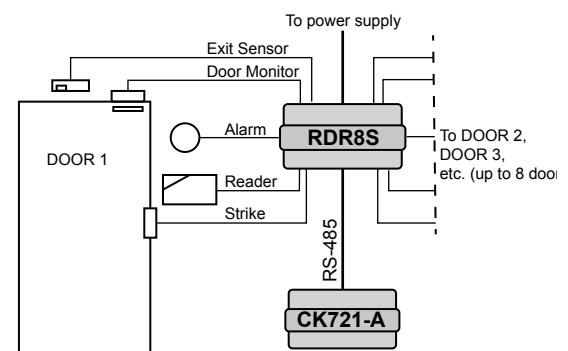 To power supply
Exit Sensor
Door Monitor
Alarm
RDR8S
To DOOR 2,
DOOR 3,
etc. (up to 8 door
DOOR 1
Reader
Strike
RS-485
CK721-A